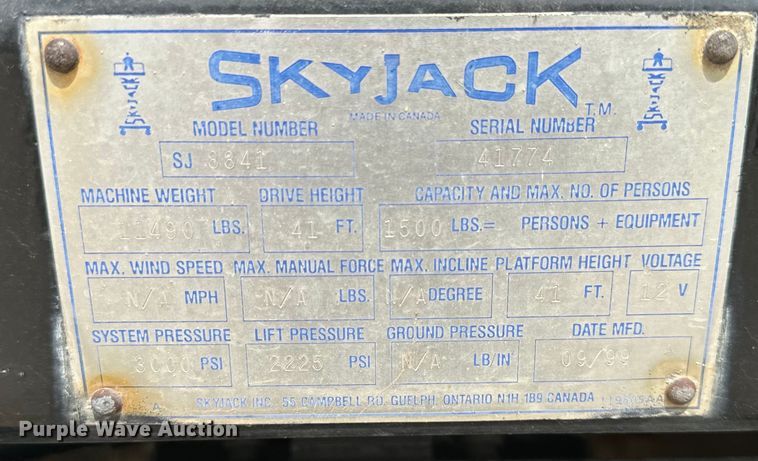 SKYJACK T.M.
MADE IN CANADA
MODEL NUMBER SERIAL NUMBER
SJ 8841 41774
MACHINE WEIGHT DRIVE HEIGHT CAPACITY AND MAX. NO. OF PERSONS
11490 LBS. 41 FT. 1500 LBS.= PERSONS + EQUIPMENT
MAX. WIND SPEED MAX. MANUAL FORCE MAX. INCLINE PLATFORM HEIGHT VOLTAGE
N/A MPH N/A LBS. /A DEGREE 41 FT. 12 V
SYSTEM PRESSURE LIFT PRESSURE GROUND PRESSURE DATE MFD.
3000 PSI 2225 PSI N/A LB/IN 09/99
SKYJACK INC. 55 CAMPBELL RD. GUELPH, ONTARIO N1H 1B9 CANADA
Purple Wave Auction